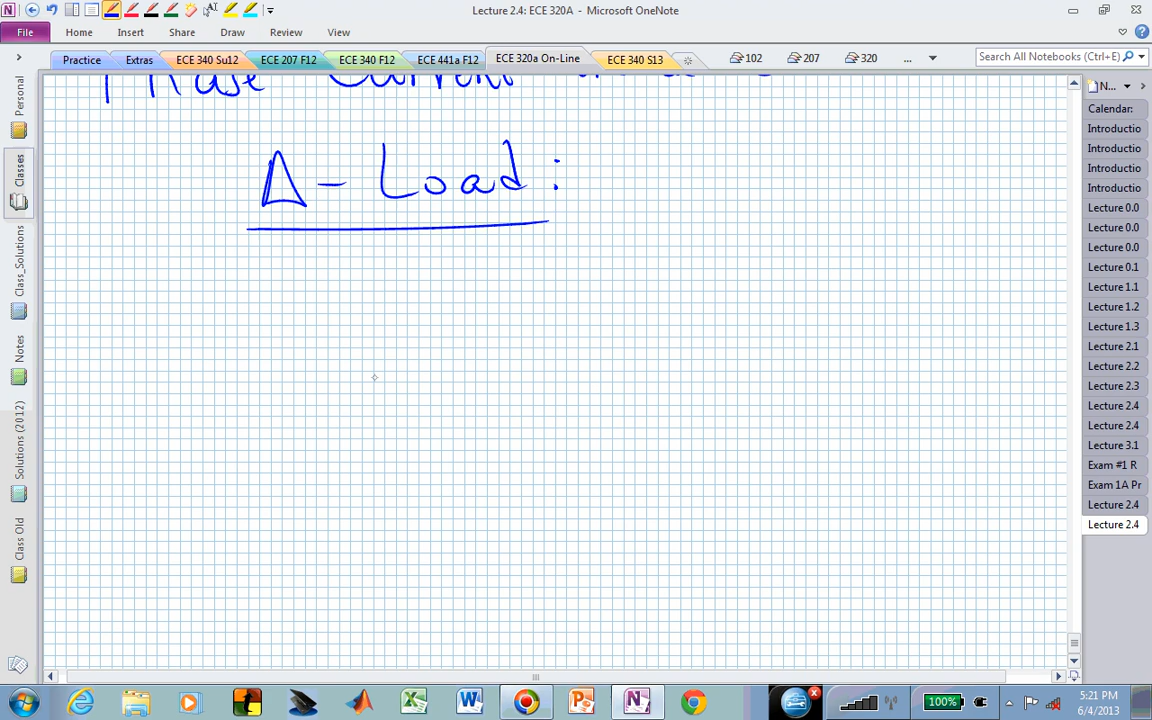 Lecture 2.4: ECE 320A - Microsoft OneNote
File Home Insert Share Draw Review View
Practice Extras ECE 340 Su12 ECE 207 F12 ECE 340 F12 ECE 441a F12 ECE 320a On-Line ECE 340 S13 102 207 320 ... Search All Notebooks (Ctrl+E)
N...
Personal
Classes
Class_Solutions
Notes
Solutions (2012)
Class Old
Phase Current
Δ - Load:
Calendar:
Introductio
Introductio
Introductio
Introductio
Lecture 0.0
Lecture 0.0
Lecture 0.0
Lecture 0.1
Lecture 1.1
Lecture 1.2
Lecture 1.3
Lecture 2.1
Lecture 2.2
Lecture 2.3
Lecture 2.4
Lecture 2.4
Lecture 3.1
Exam #1 R
Exam 1A Pr
Lecture 2.4
Lecture 2.4
100%
5:21 PM
6/4/2013